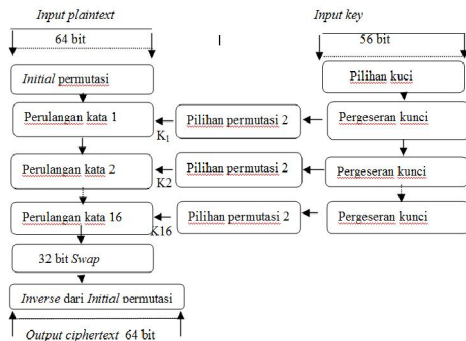 Input plaintext
Input key
64 bit
56 bit
Initial permutasi
Pilihan kuci
Perulangan kata 1
K1
Pilihan permutasi 2
Pergeseran kunci
Perulangan kata 2
K2
Pilihan permutasi 2
Pergeseran kunci
Perulangan kata 16
K16
Pilihan permutasi 2
Pergeseran kunci
32 bit Swap
Inverse dari Initial permutasi
Output ciphertext 64 bit